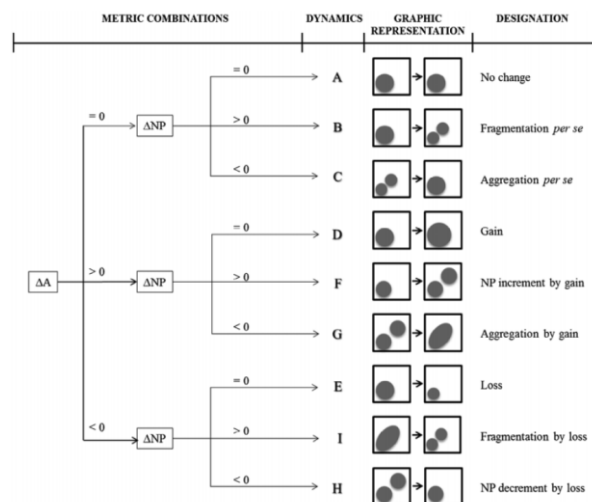 METRIC COMBINATIONS DYNAMICS GRAPHIC REPRESENTATION DESIGNATION
= 0 A No change
= 0 ΔNP > 0 B Fragmentation per se
< 0 C Aggregation per se
= 0 D Gain
ΔA > 0 ΔNP > 0 F NP increment by gain
< 0 G Aggregation by gain
= 0 E Loss
< 0 ΔNP > 0 I Fragmentation by loss
< 0 H NP decrement by loss